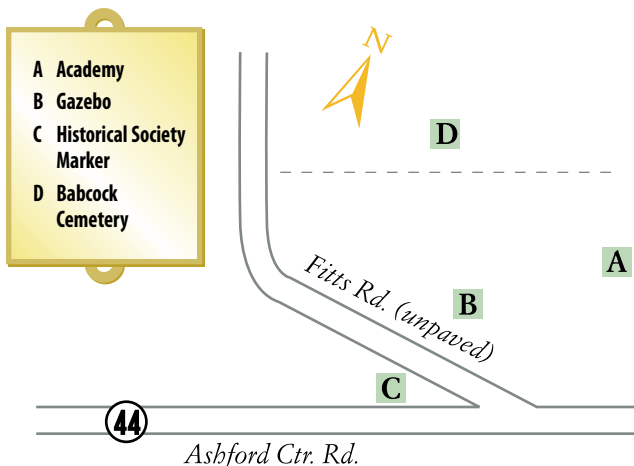 A Academy
B Gazebo
C Historical Society
Marker
D Babcock
Cemetery
N
D
A
Fitts Rd. (unpaved)
B
C
44
Ashford Ctr. Rd.